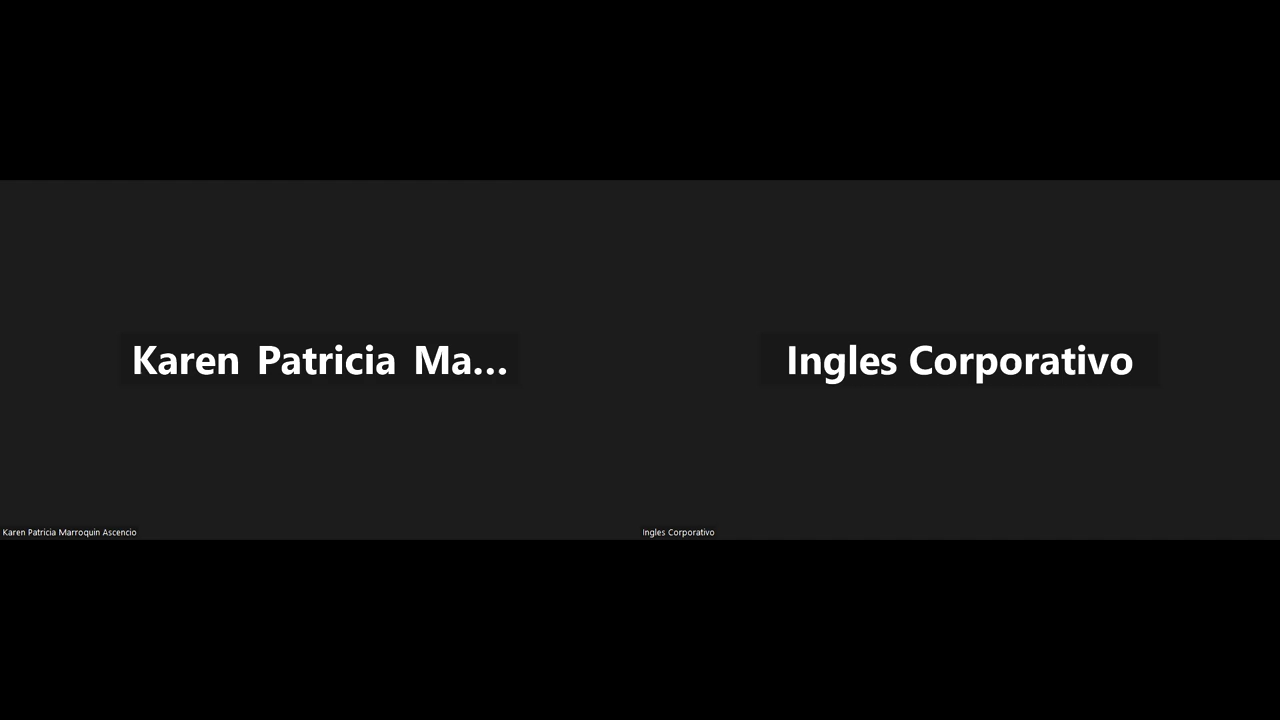 Karen Patricia Ma...
Ingles Corporativo
Karen Patricia Marroquin Ascencio
Ingles Corporativo